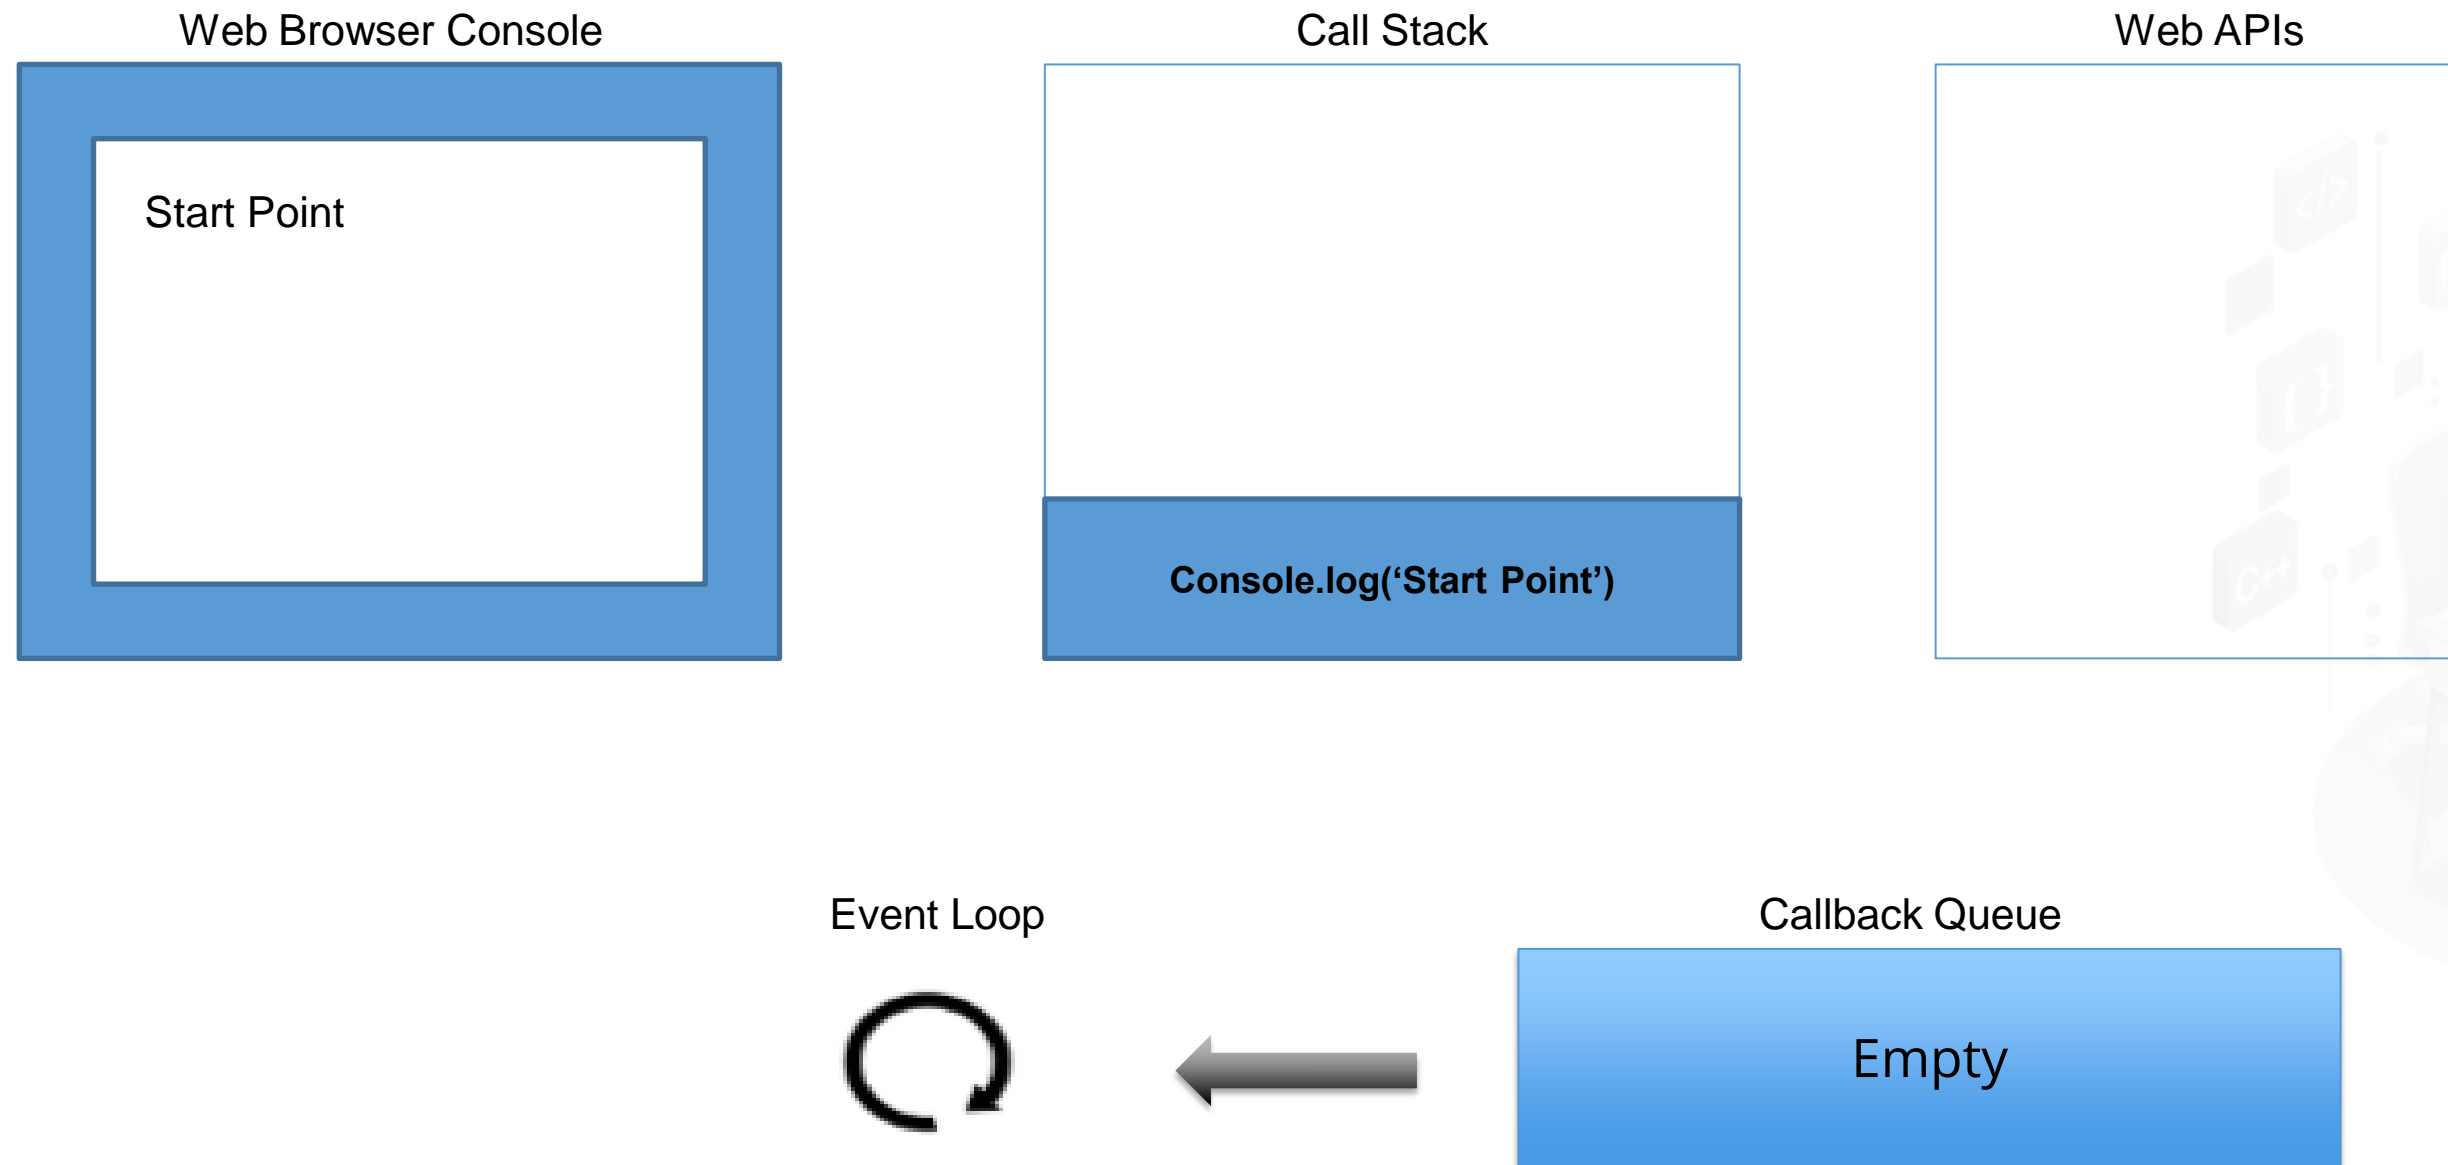 Web Browser Console
Call Stack
Web APIs
Start Point
</>
{ }
Console.log(‘Start Point’)
C++
Event Loop
Callback Queue
Empty